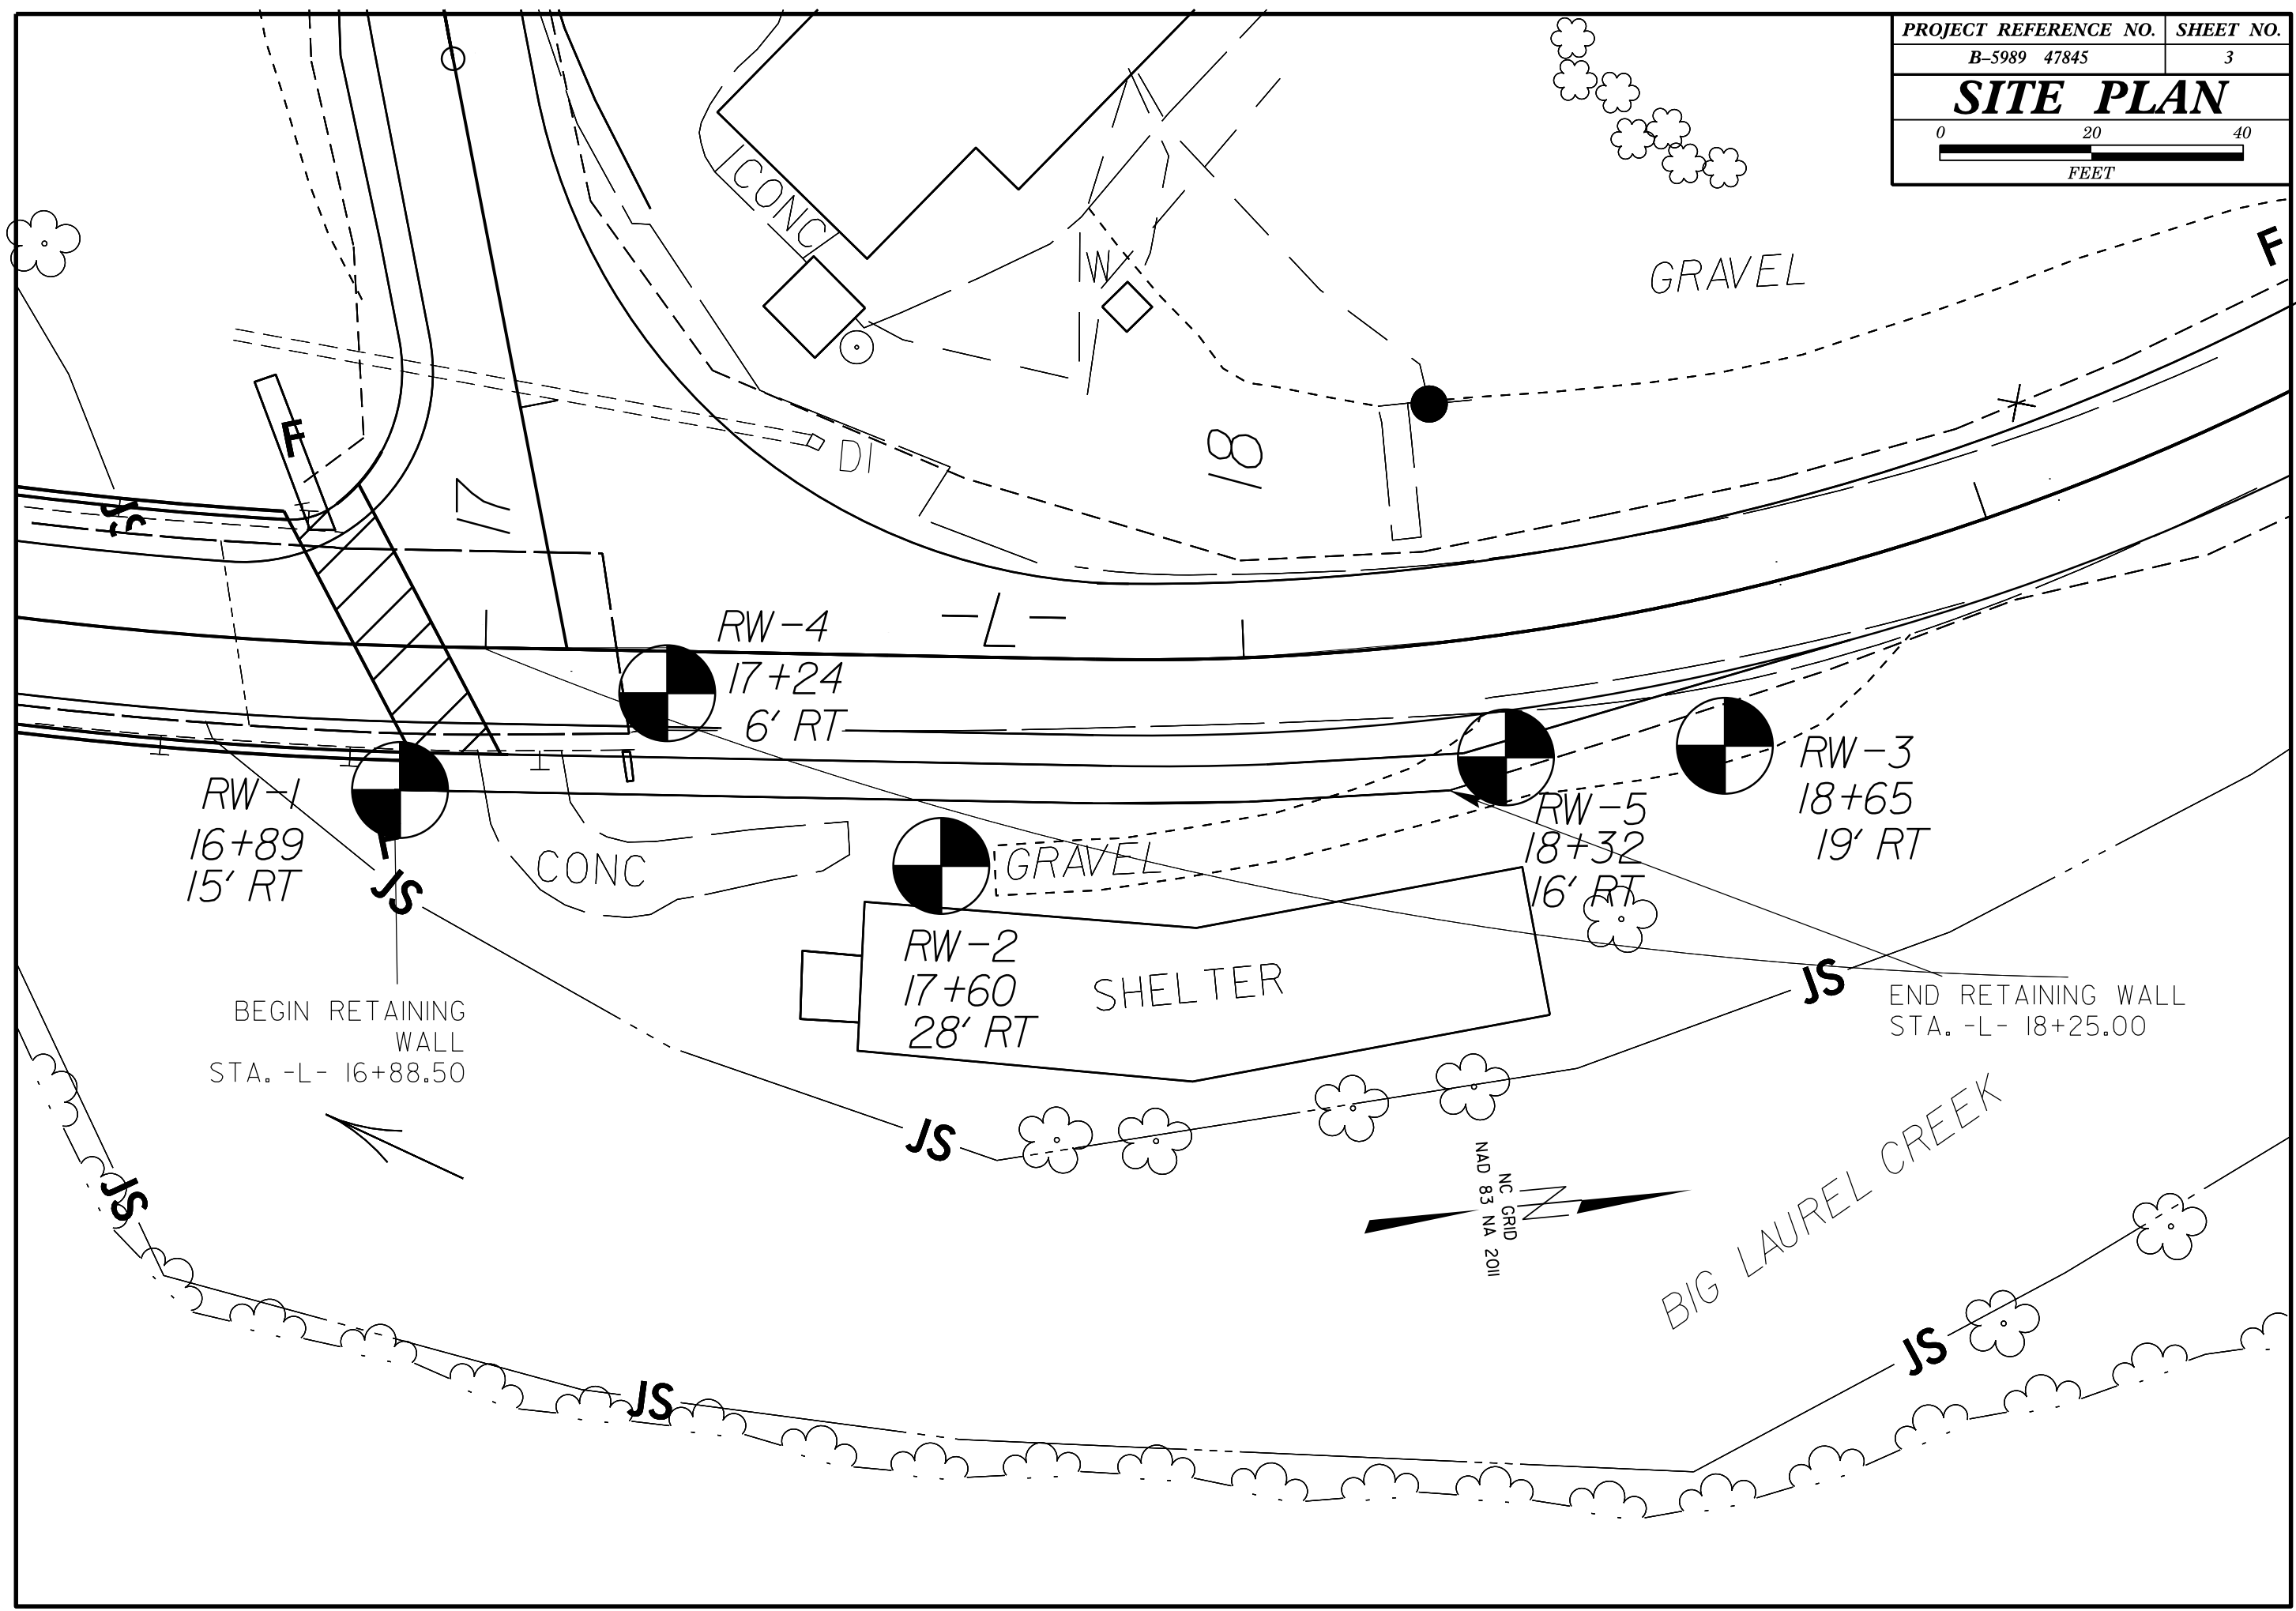 PROJECT REFERENCE NO. SHEET NO.
B–5989 47845 3
SITE PLAN
0 20 40
FEET
CONC
W
GRAVEL
F
F
DI
18
17
JS
-L-
RW-4
17+24
6' RT
RW-1
16+89
15' RT
F
JS
CONC
GRAVEL
RW-2
17+60
28' RT
SHELTER
RW-5
18+32
16' RT
RW-3
18+65
19' RT
JS
BEGIN RETAINING
WALL
STA. -L- 16+88.50
END RETAINING WALL
STA. -L- 18+25.00
JS
JS
NC GRID
NAD 83 NA 2011
BIG LAUREL CREEK
JS
JS